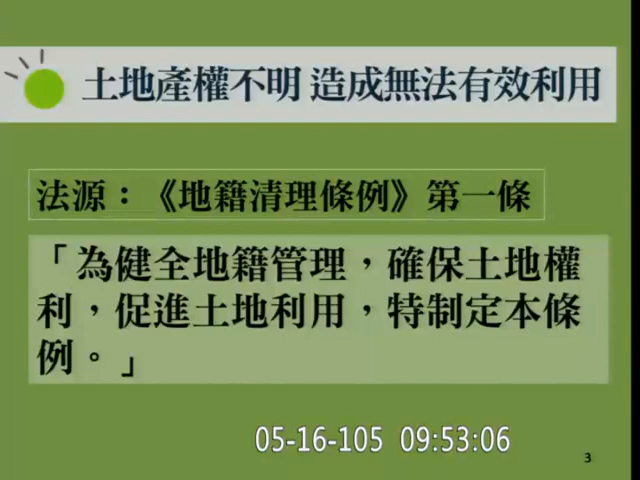 土地產權不明 造成無法有效利用
法源：《地籍清理條例》第一條
「為健全地籍管理，確保土地權
利，促進土地利用，特制定本條
例。」
05-16-105 09:53:06
3